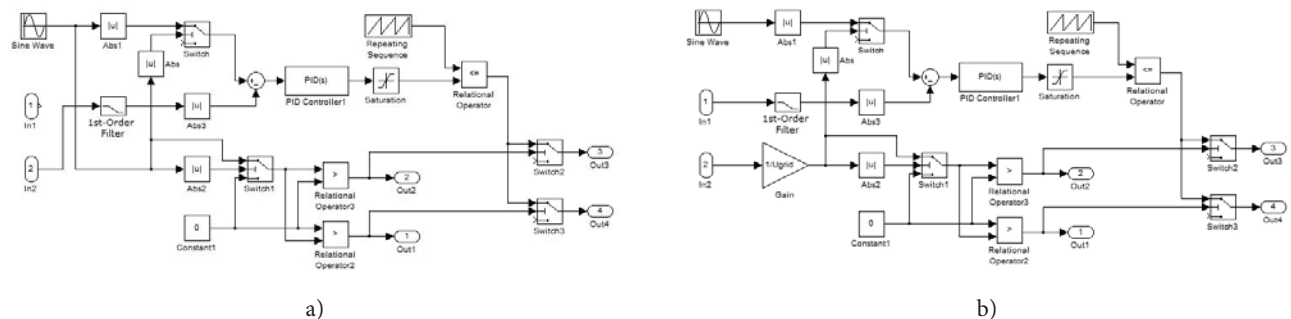 Sine Wave
|u|
Abs1
Switch
|u|
Abs
Repeating
Sequence
<=
Relational
Operator
PID(s)
PID Controller1
Saturation
1
In1
1st-Order
Filter
|u|
Abs3
2
In2
|u|
Abs2
Switch1
>
Relational
Operator3
2
Out2
Switch2
3
Out3
0
Constant1
>
Relational
Operator2
1
Out1
Switch3
4
Out4
a)
Sine Wave
|u|
Abs1
Switch
|u|
Abs
Repeating
Sequence
<=
Relational
Operator
PID(s)
PID Controller1
Saturation
1
In1
1st-Order
Filter
|u|
Abs3
2
In2
1/Ugrid
Gain
|u|
Abs2
Switch1
>
Relational
Operator3
2
Out2
Switch2
3
Out3
0
Constant1
>
Relational
Operator2
1
Out1
Switch3
4
Out4
b)